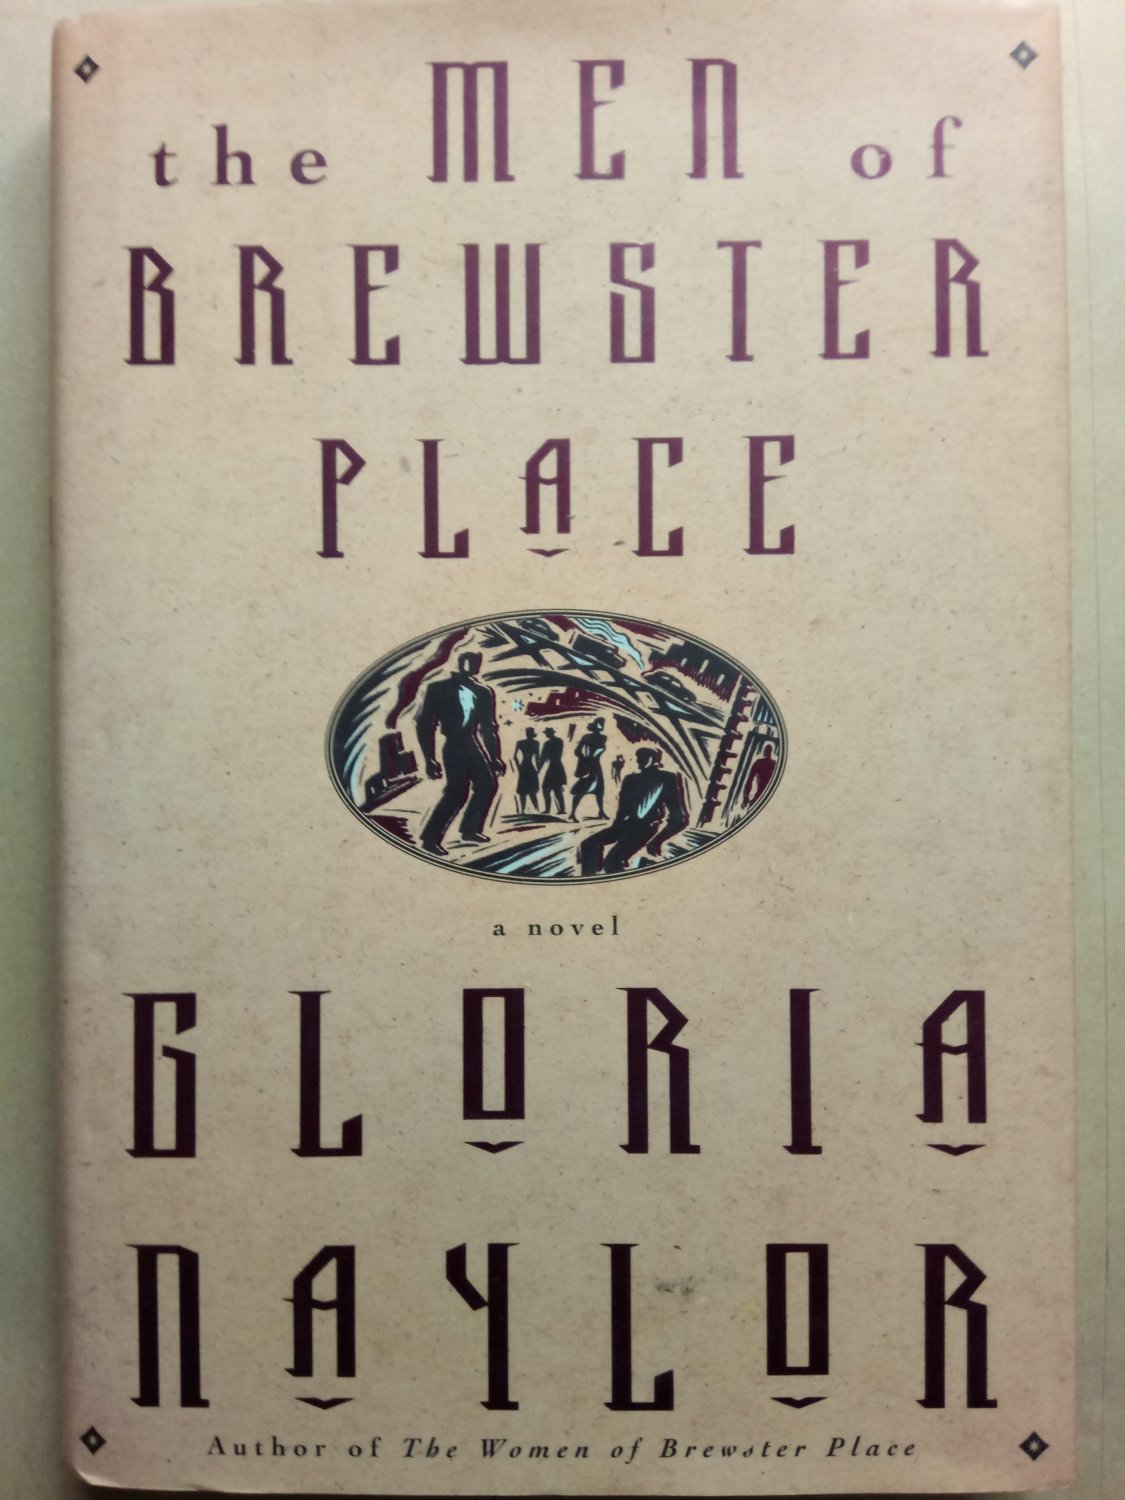 the MEN of
BREWSTER
PLACE
a novel
GLORIA
NAYLOR
Author of The Women of Brewster Place